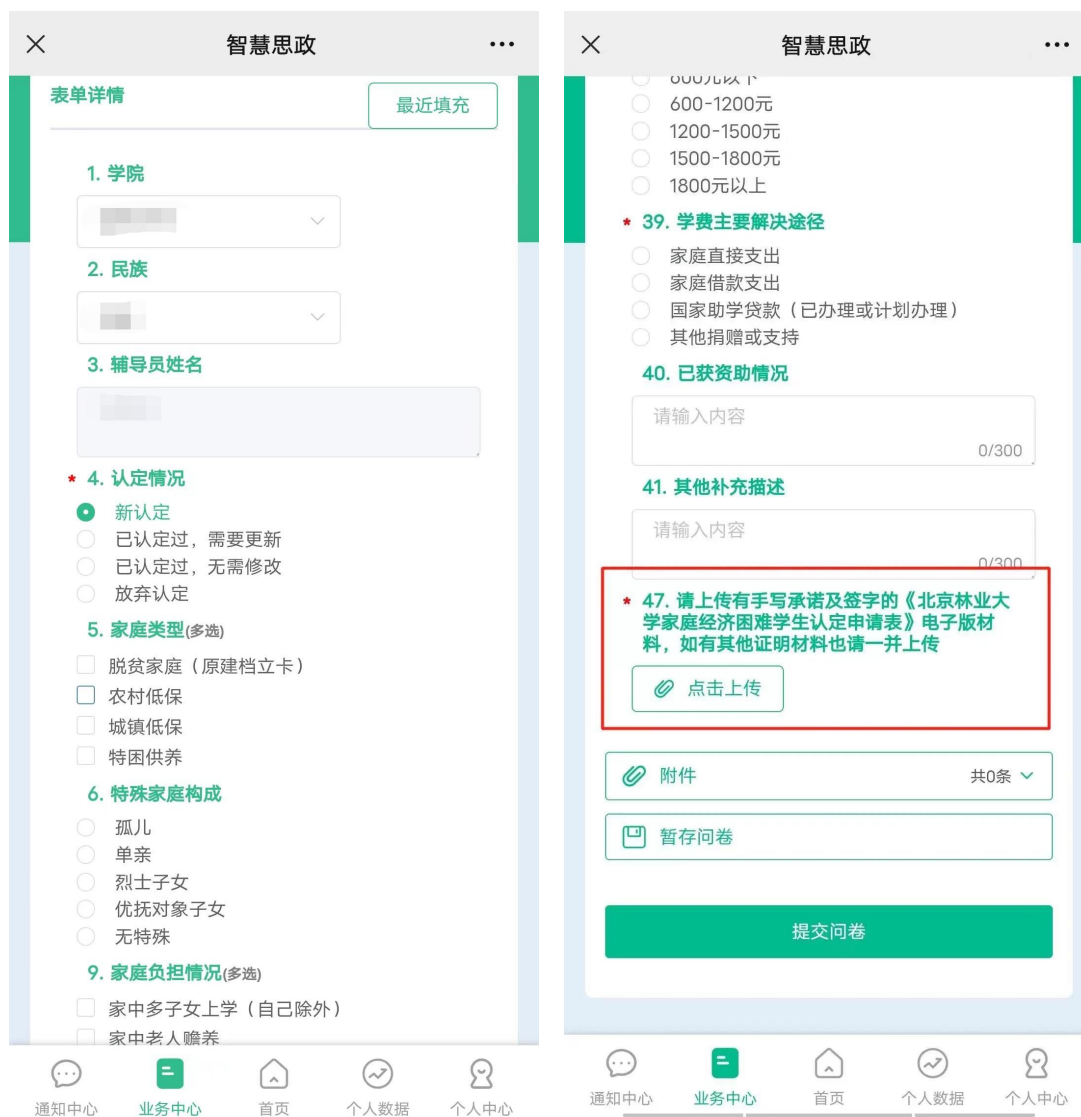 智慧思政
表单详情
最近填充
1. 学院
2. 民族
3. 辅导员姓名
* 4. 认定情况
新认定
已认定过，需要更新
已认定过，无需修改
放弃认定
5. 家庭类型(多选)
脱贫家庭（原建档立卡）
农村低保
城镇低保
特困供养
6. 特殊家庭构成
孤儿
单亲
烈士子女
优抚对象子女
无特殊
9. 家庭负担情况(多选)
家中多子女上学（自己除外）
家中老人赡养
通知中心
业务中心
首页
个人数据
个人中心
智慧思政
600元以下
600-1200元
1200-1500元
1500-1800元
1800元以上
* 39. 学费主要解决途径
家庭直接支出
家庭借款支出
国家助学贷款（已办理或计划办理）
其他捐赠或支持
40. 已获资助情况
请输入内容
0/300
41. 其他补充描述
请输入内容
0/300
* 47. 请上传有手写承诺及签字的《北京林业大
学家庭经济困难学生认定申请表》电子版材
料，如有其他证明材料也请一并上传
点击上传
附件
共0条
暂存问卷
提交问卷
通知中心
业务中心
首页
个人数据
个人中心